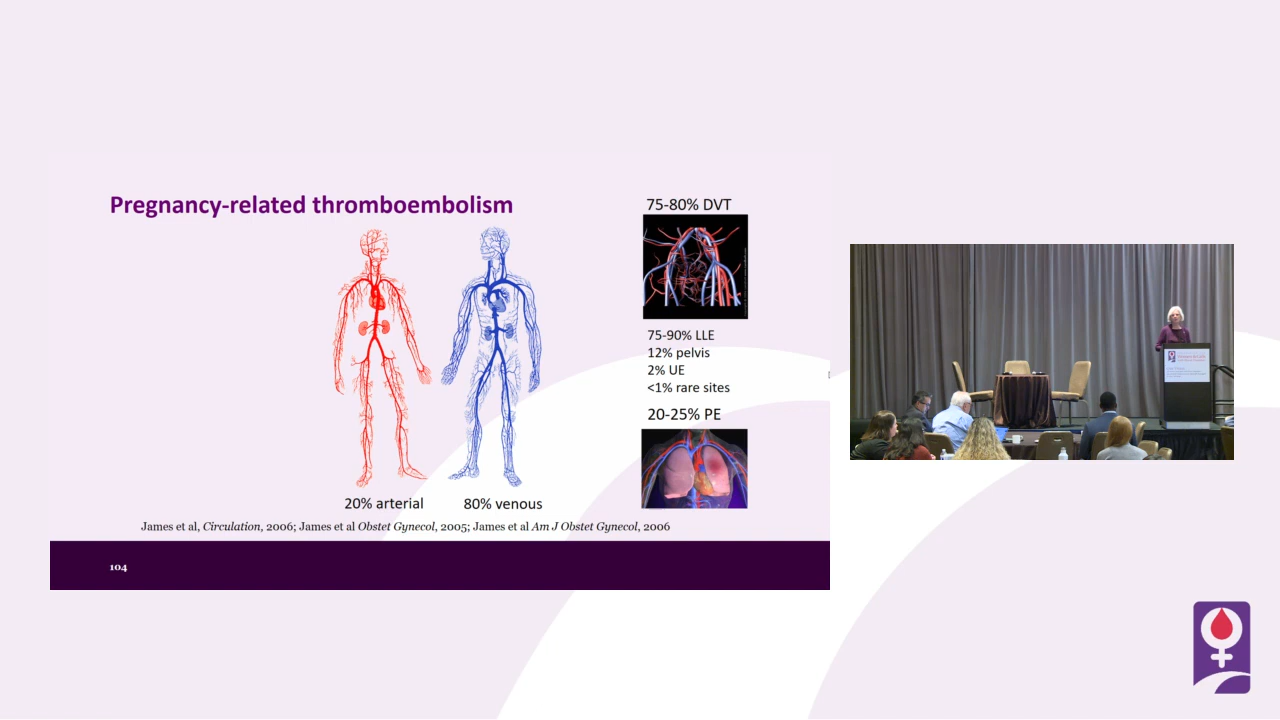 Pregnancy-related thromboembolism
75-80% DVT
75-90% LLE
12% pelvis
2% UE
<1% rare sites
20-25% PE
20% arterial
80% venous
James et al, Circulation, 2006; James et al Obstet Gynecol, 2005; James et al Am J Obstet Gynecol, 2006
104